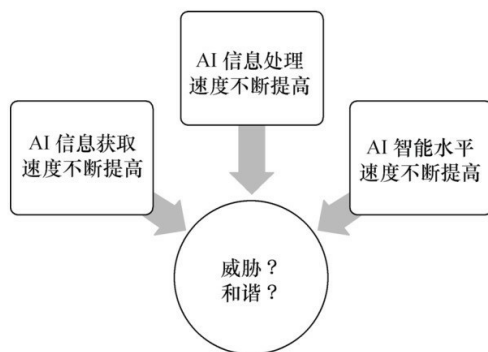 AI 信息处理
速度不断提高
AI 信息获取
速度不断提高
AI 智能水平
速度不断提高
威胁？
和谐？